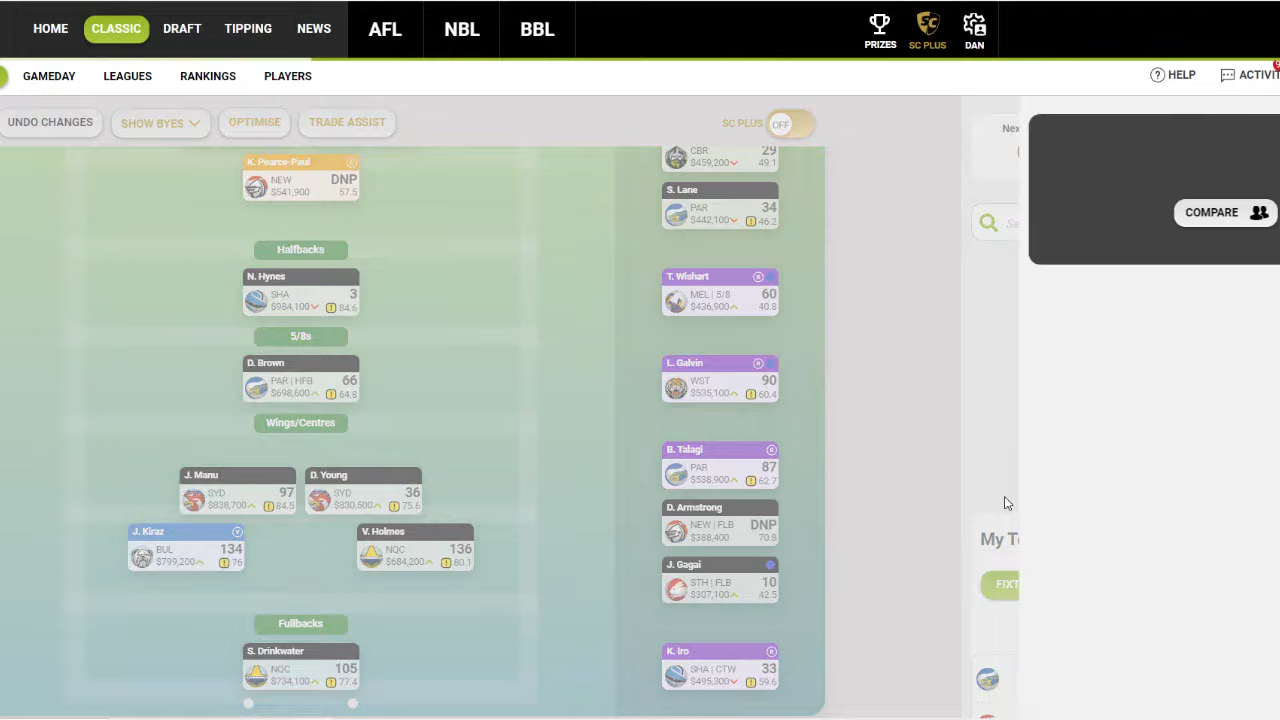 HOME CLASSIC DRAFT TIPPING NEWS AFL NBL BBL PRIZES SC PLUS DAN
GAMEDAY LEAGUES RANKINGS PLAYERS ? HELP ACTIVIT
UNDO CHANGES SHOW BYES OPTIMISE TRADE ASSIST SC PLUS OFF
Nex
K. Pearce-Paul
NEW DNP
$541,900 57.5
CBR 29
$459,200 49.1
S. Lane
PAR 34
$442,100 46.2
COMPARE
Se
Halfbacks
N. Hynes
SHA 3
$984,100 84.6
T. Wishart R
MEL | 5/8 60
$436,900 40.8
5/8s
D. Brown
PAR | HFB 66
$698,600 64.8
L. Galvin R
WST 90
$535,100 60.4
Wings/Centres
J. Manu
SYD 97
$838,700 84.5
D. Young
SYD 36
$830,500 75.6
B. Talagi R
PAR 87
$538,900 62.7
J. Kiraz V
BUL 134
$799,200 76
V. Holmes
NQC 136
$684,200 80.1
D. Armstrong
NEW | FLB DNP
$388,400 70.8
My Te
J. Gagai
STH | FLB 10
$307,100 42.5
FIXT
Fullbacks
S. Drinkwater
NQC 105
$734,100 77.4
K. Iro R
SHA | CTW 33
$495,300 59.6